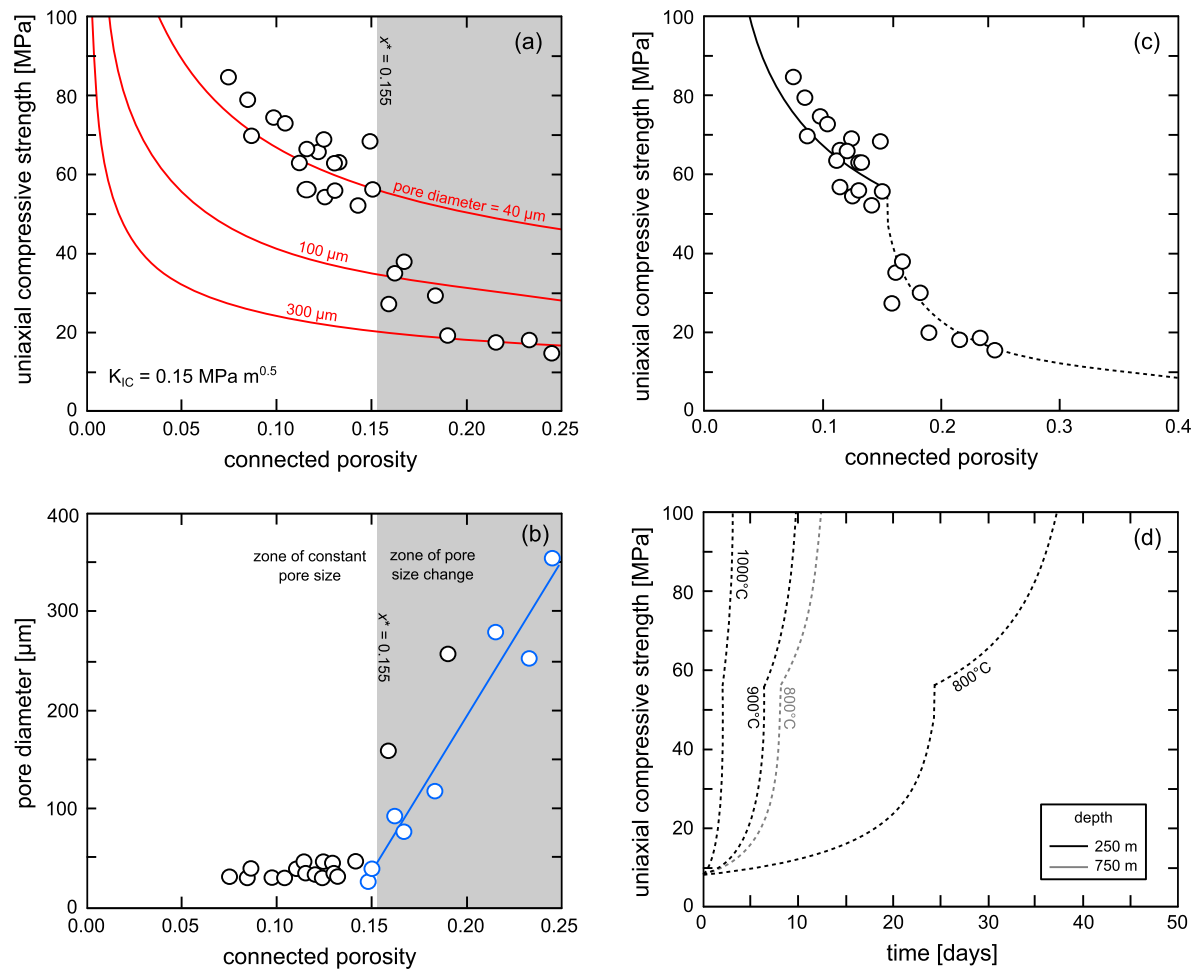 (a)
uniaxial compressive strength [MPa]
100
80
60
40
20
0
x* = 0.155
pore diameter = 40 µm
100 µm
300 µm
K_IC = 0.15 MPa m^0.5
0.00
0.05
0.10
0.15
0.20
0.25
connected porosity
(c)
uniaxial compressive strength [MPa]
100
80
60
40
20
0
0.0
0.1
0.2
0.3
0.4
connected porosity
(b)
pore diameter [µm]
400
300
200
100
0
zone of constant
pore size
zone of pore
size change
x* = 0.155
0.00
0.05
0.10
0.15
0.20
0.25
connected porosity
(d)
uniaxial compressive strength [MPa]
100
80
60
40
20
0
1000°C
900°C
800°C
800°C
depth
250 m
750 m
0
10
20
30
40
50
time [days]